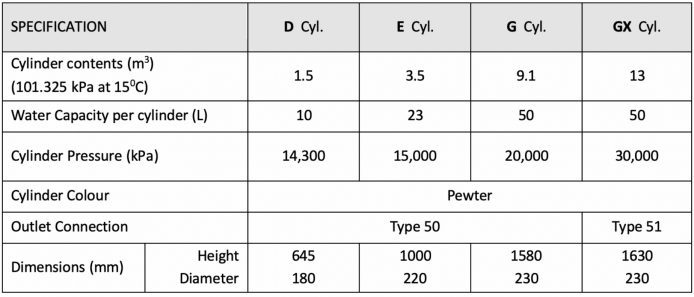 SPECIFICATION D Cyl. E Cyl. G Cyl. GX Cyl.
Cylinder contents (m³)
(101.325 kPa at 15⁰C) 1.5 3.5 9.1 13
Water Capacity per cylinder (L) 10 23 50 50
Cylinder Pressure (kPa) 14,300 15,000 20,000 30,000
Cylinder Colour Pewter
Outlet Connection Type 50 Type 51
Dimensions (mm) Height 645 1000 1580 1630
Diameter 180 220 230 230